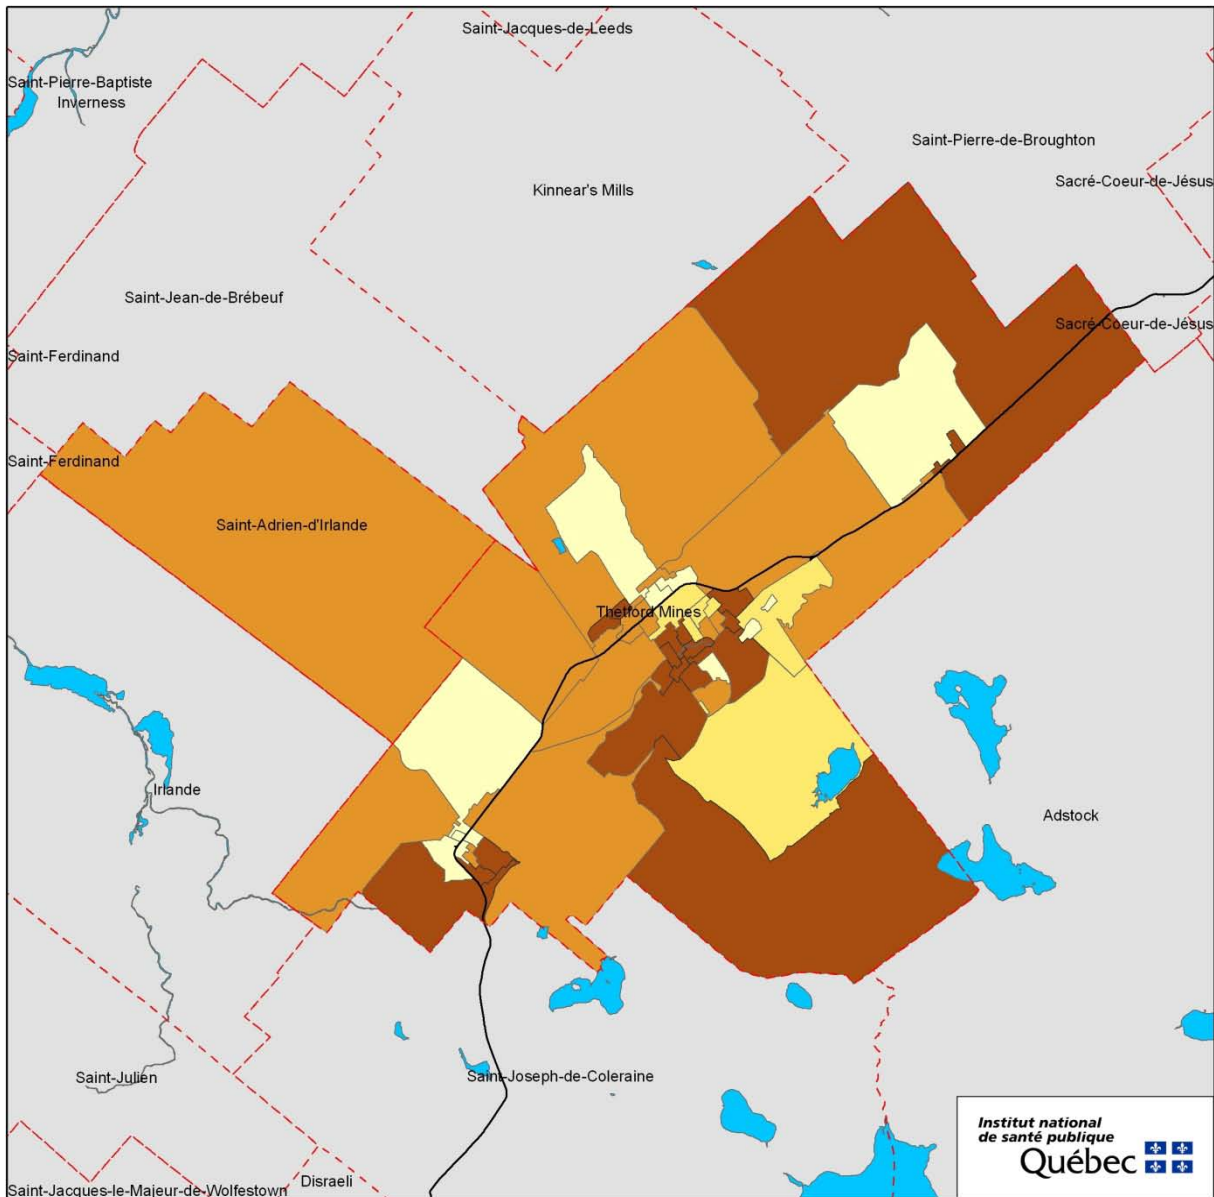 Saint-Jacques-de-Leeds
Saint-Pierre-Baptiste
Inverness
Saint-Pierre-de-Broughton
Sacré-Coeur-de-Jésus
Kinnear's Mills
Saint-Jean-de-Brébeuf
Sacré-Coeur-de-Jésus
Saint-Ferdinand
Saint-Ferdinand
Saint-Adrien-d'Irlande
Thetford Mines
Irlande
Adstock
Saint-Julien
Saint-Joseph-de-Coleraine
Institut national
de santé publique
Québec
Disraeli
Saint-Jacques-le-Majeur-de-Wolfestown